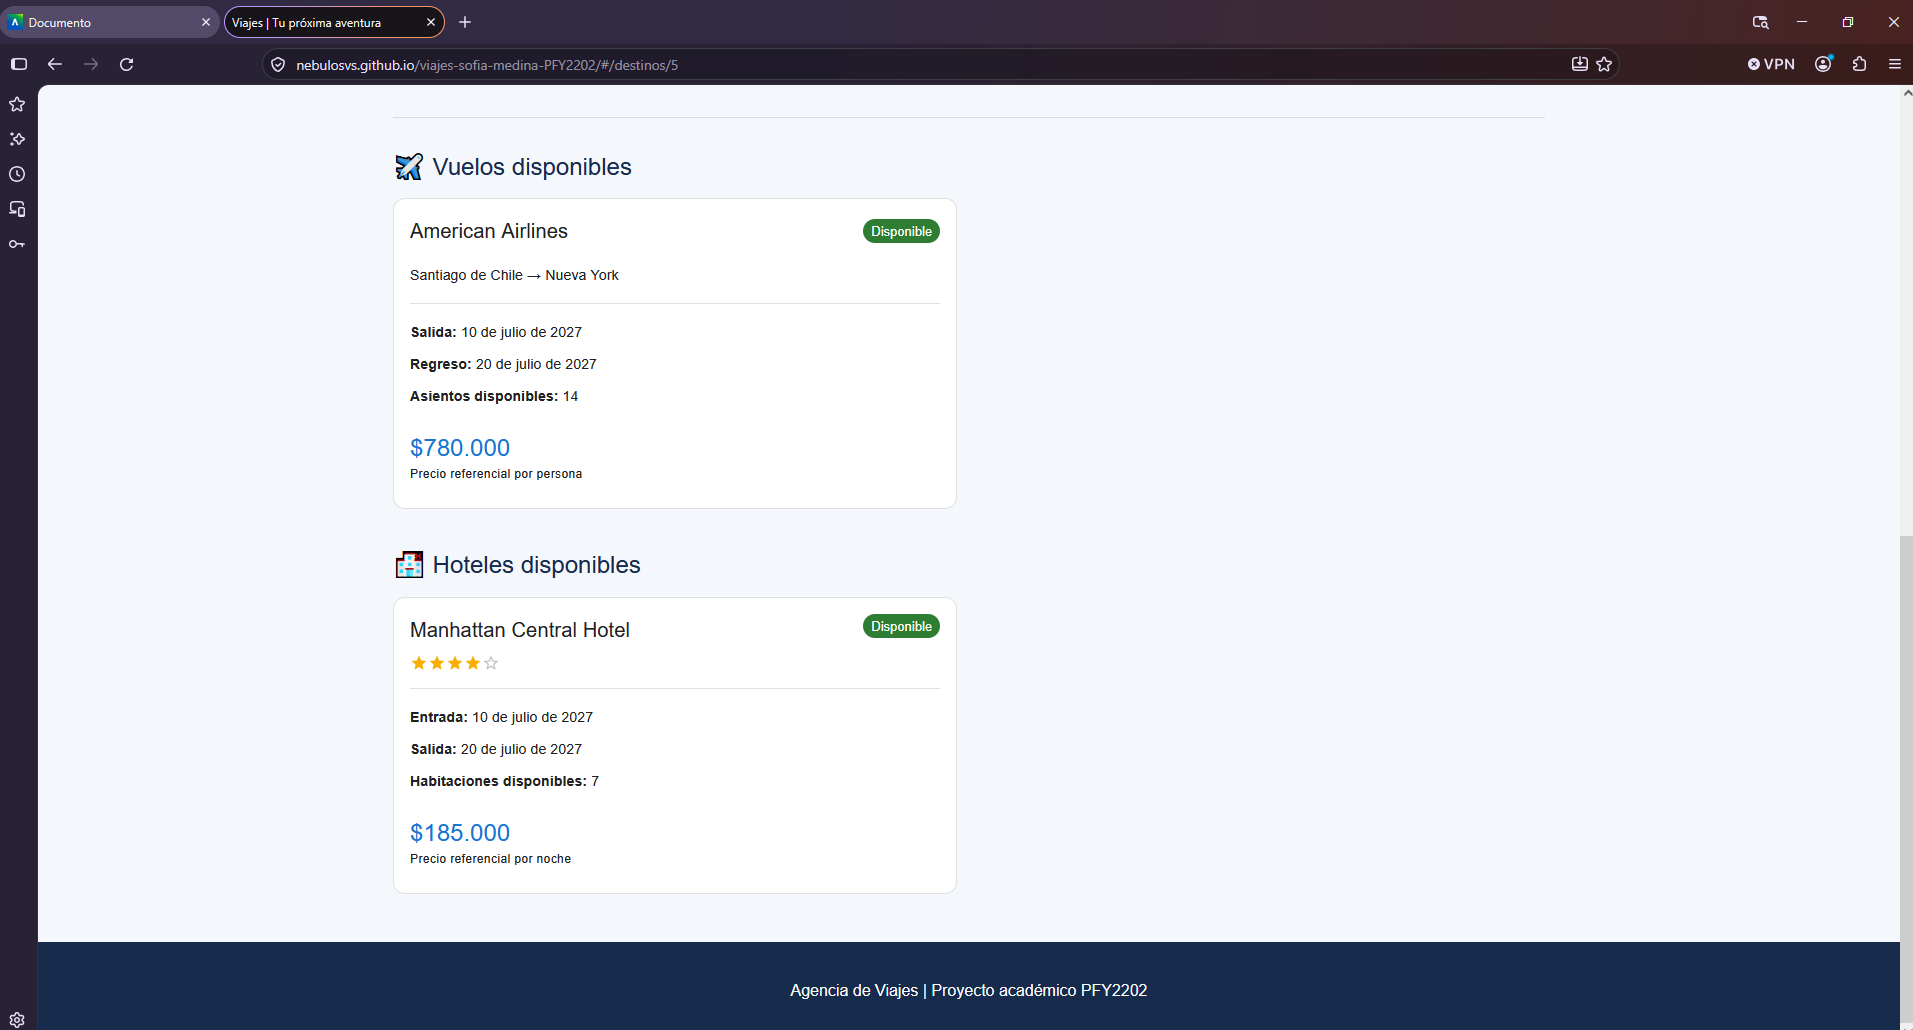 Documento
Viajes | Tu próxima aventura
nebulosvs.github.io/viajes-sofia-medina-PFY2202/#/destinos/5
VPN
Vuelos disponibles
American Airlines
Disponible
Santiago de Chile → Nueva York
Salida: 10 de julio de 2027
Regreso: 20 de julio de 2027
Asientos disponibles: 14
$780.000
Precio referencial por persona
Hoteles disponibles
Manhattan Central Hotel
Disponible
Entrada: 10 de julio de 2027
Salida: 20 de julio de 2027
Habitaciones disponibles: 7
$185.000
Precio referencial por noche
Agencia de Viajes | Proyecto académico PFY2202